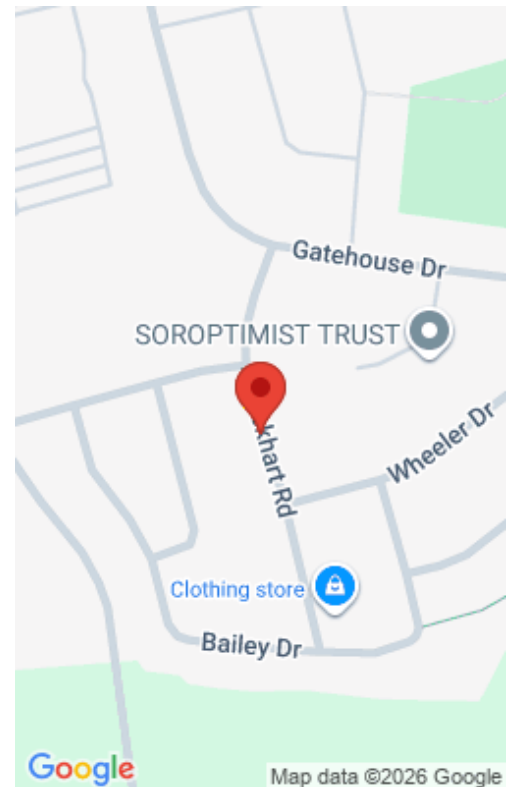 Gatehouse Dr
SOROPTIMIST TRUST
khart Rd
Wheeler Dr
Clothing store
Bailey Dr
Google
Map data ©2026 Google